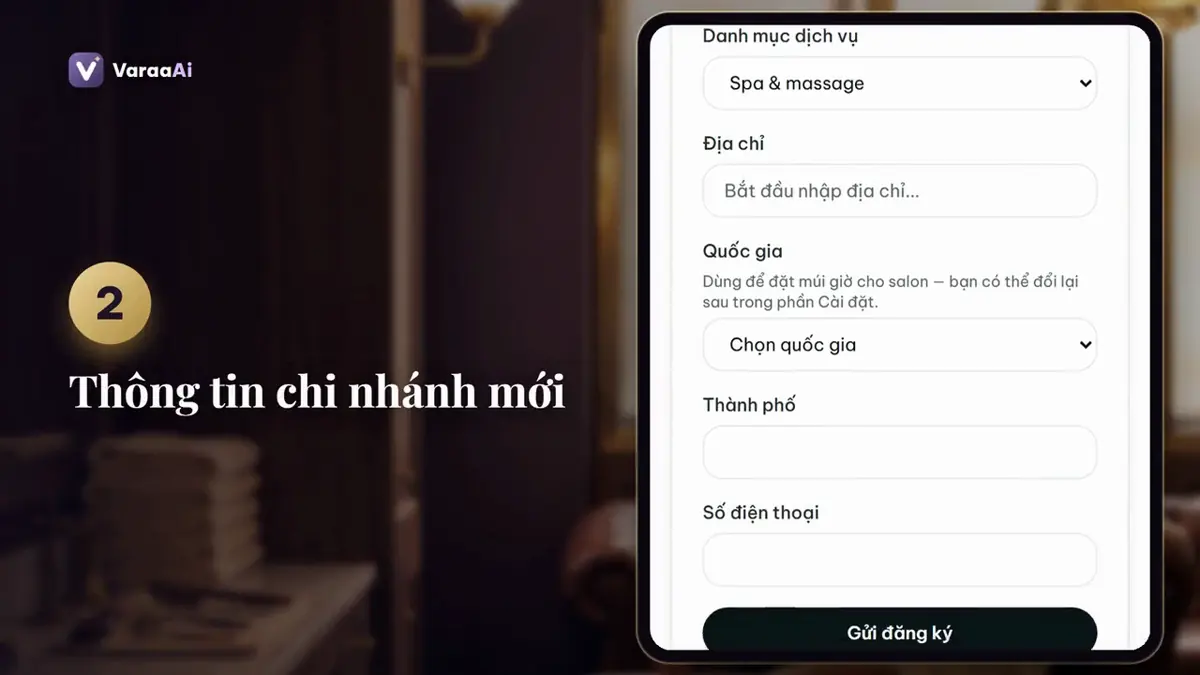 VaraaAi
2
Thông tin chi nhánh mới
Danh mục dịch vụ
Spa & massage
Địa chỉ
Bắt đầu nhập địa chỉ...
Quốc gia
Dùng để đặt múi giờ cho salon — bạn có thể đổi lại
sau trong phần Cài đặt.
Chọn quốc gia
Thành phố
Số điện thoại
Gửi đăng ký